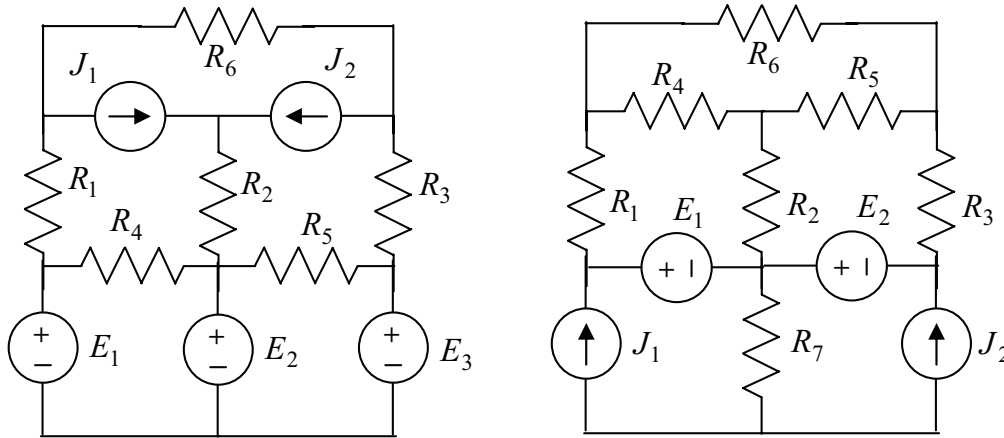 R6
J1 J2
R1 R2 R3
R4 R5
+ + +
− − −
E1 E2 E3
R6
R4 R5
R1 R2 R3
E1 E2
+ − + −
J1 R7 J2